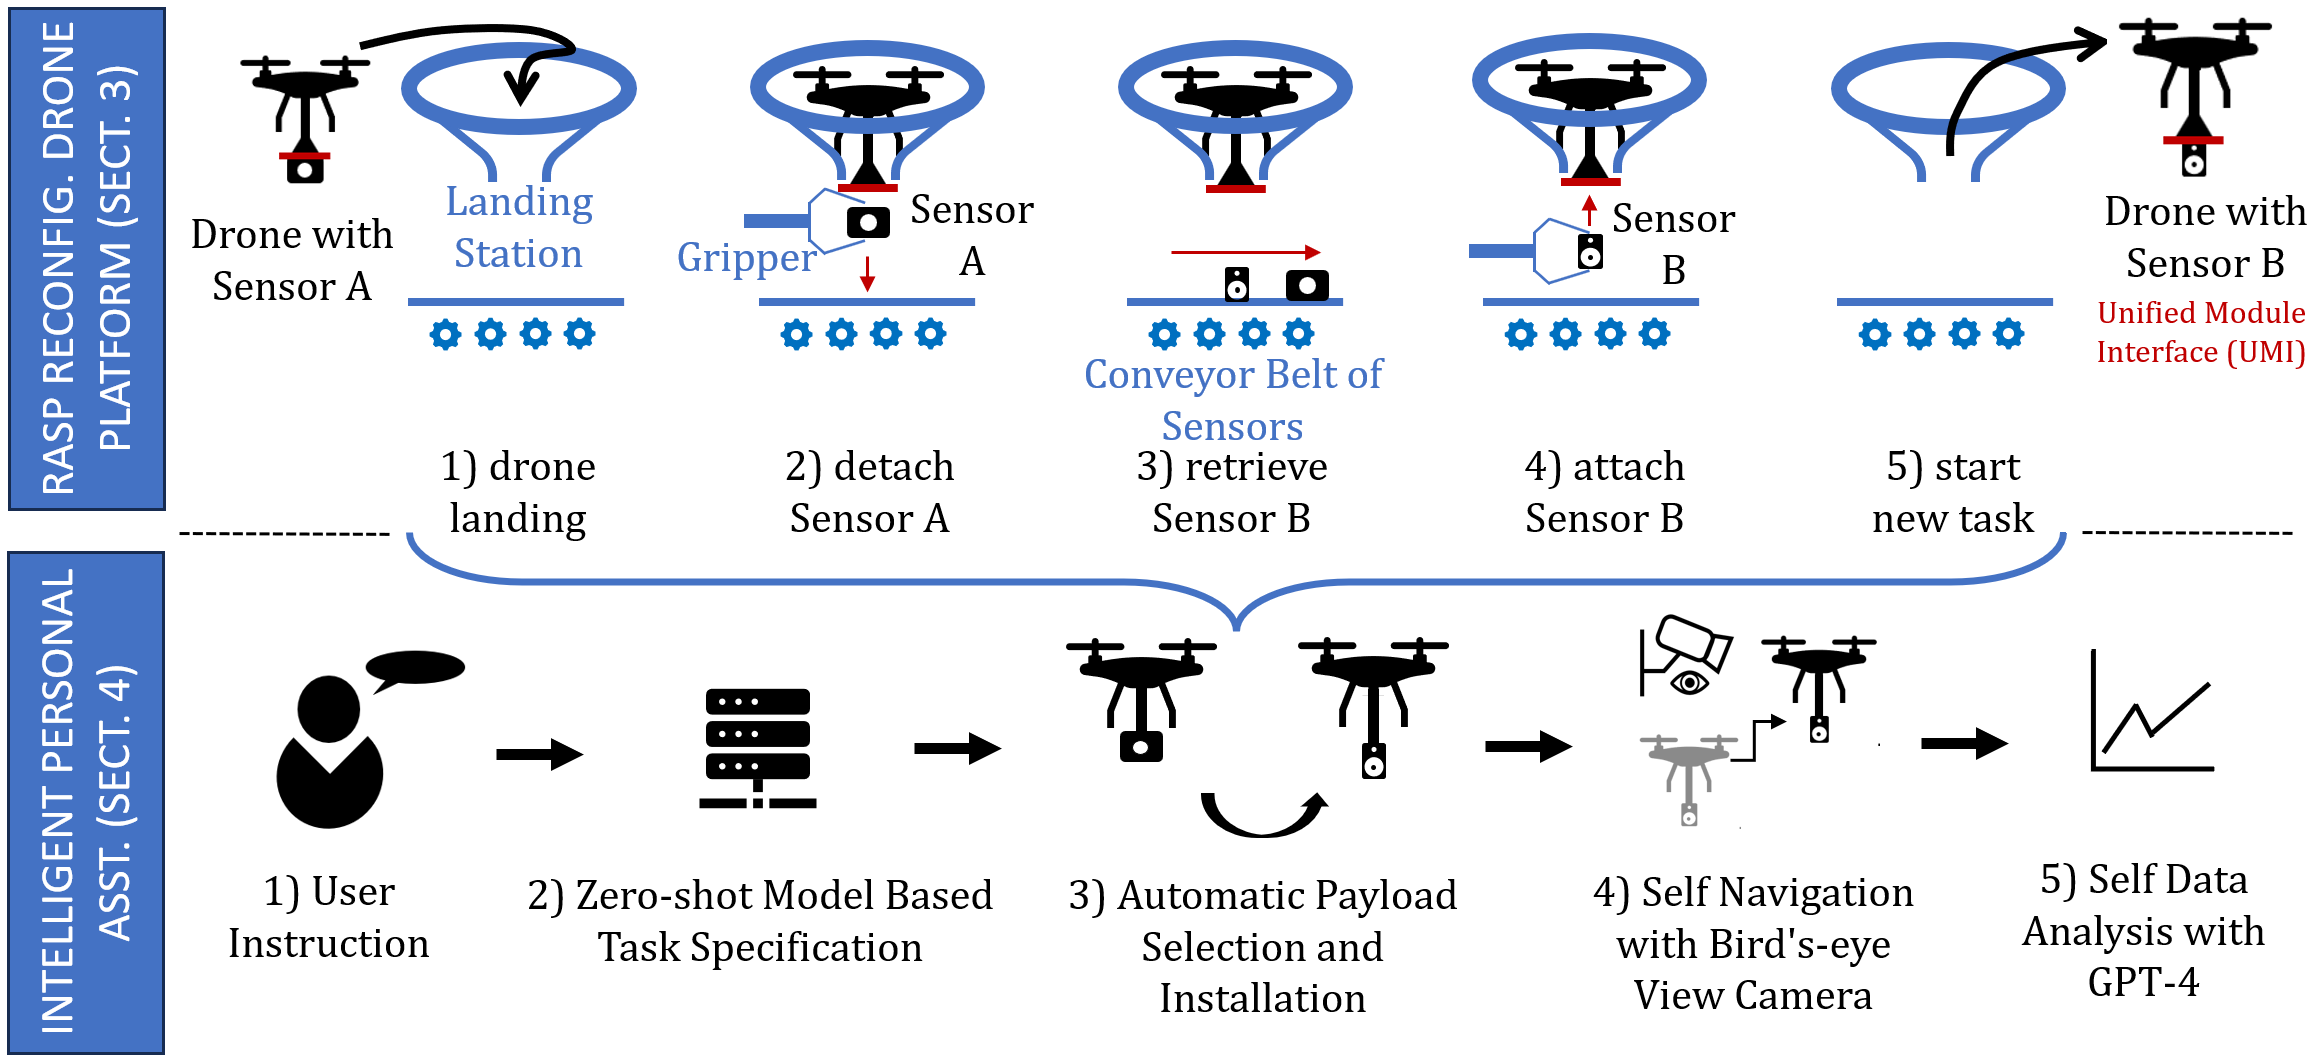 RASP RECONFIG. DRONE
PLATFORM (SECT. 3)
Drone with
Sensor A
Landing
Station
Gripper
Sensor
A
Conveyor Belt of
Sensors
Sensor
B
Drone with
Sensor B
Unified Module
Interface (UMI)
1) drone
landing
2) detach
Sensor A
3) retrieve
Sensor B
4) attach
Sensor B
5) start
new task
INTELLIGENT PERSONAL
ASST. (SECT. 4)
1) User
Instruction
2) Zero-shot Model Based
Task Specification
3) Automatic Payload
Selection and
Installation
4) Self Navigation
with Bird's-eye
View Camera
5) Self Data
Analysis with
GPT-4